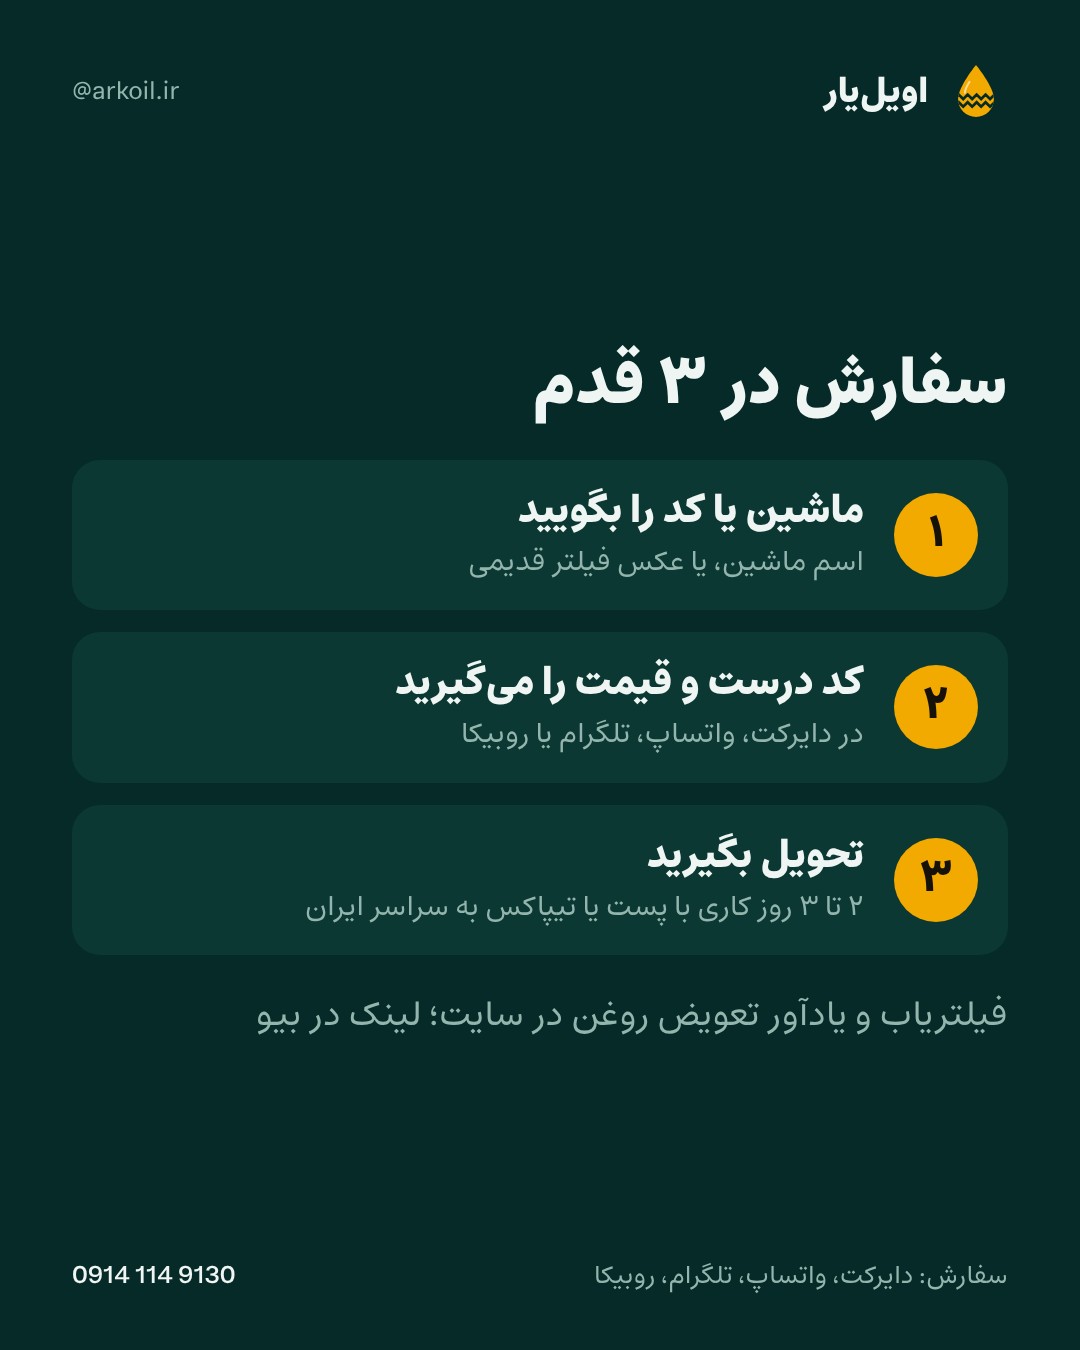 اویل‌یار
@arkoil.ir
سفارش در ۳ قدم
۱
ماشین یا کد را بگویید
اسم ماشین، یا عکس فیلتر قدیمی
۲
کد درست و قیمت را می‌گیرید
در دایرکت، واتساپ، تلگرام یا روبیکا
۳
تحویل بگیرید
۲ تا ۳ روز کاری با پست یا تیپاکس به سراسر ایران
فیلتریاب و یادآور تعویض روغن در سایت؛ لینک در بیو
سفارش: دایرکت، واتساپ، تلگرام، روبیکا
0914 114 9130